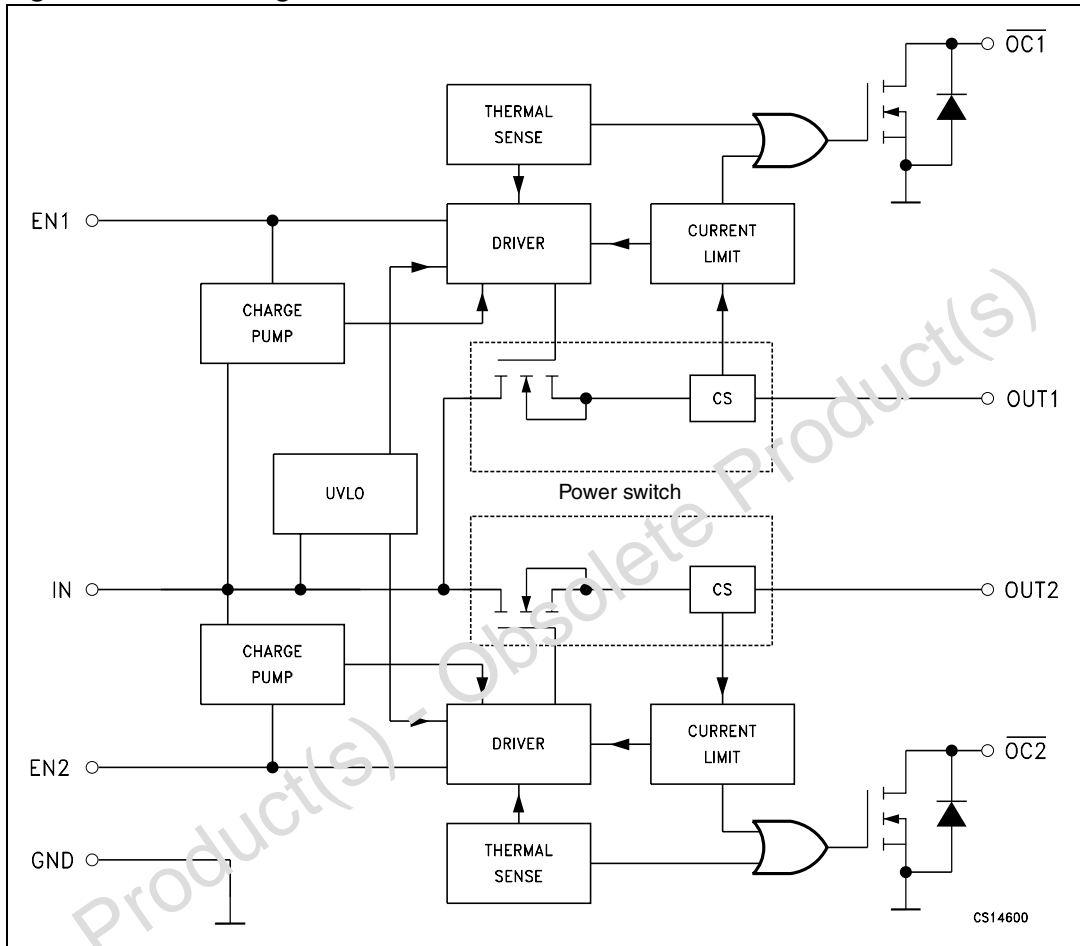 OC1
THERMAL
SENSE
EN1
DRIVER
CURRENT
LIMIT
CHARGE
PUMP
CS
OUT1
UVLO
Power switch
IN
CS
OUT2
CHARGE
PUMP
DRIVER
CURRENT
LIMIT
OC2
EN2
THERMAL
SENSE
GND
CS14600
Product(s) - Obsolete Product(s)